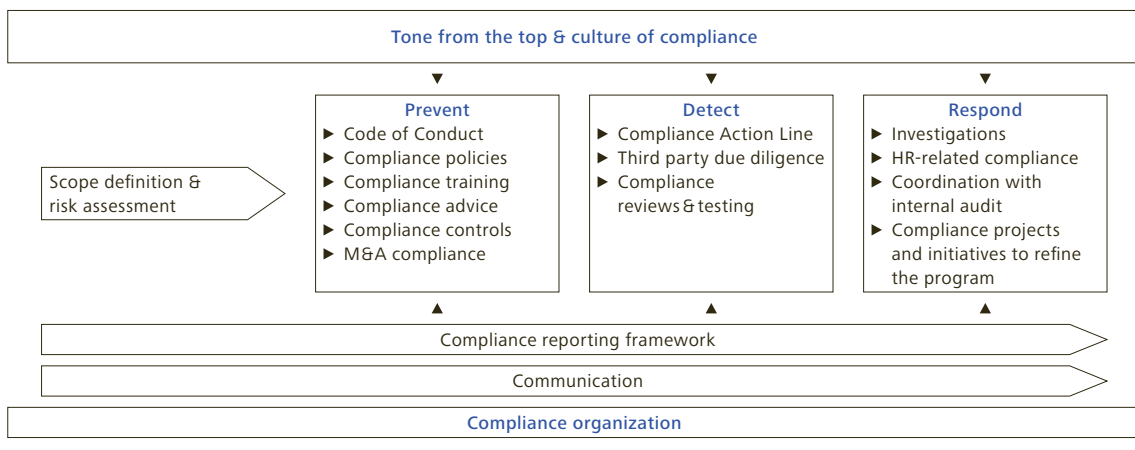 Tone from the top & culture of compliance
Scope definition &
risk assessment
Prevent
Code of Conduct
Compliance policies
Compliance training
Compliance advice
Compliance controls
M&A compliance
Detect
Compliance Action Line
Third party due diligence
Compliance
reviews & testing
Respond
Investigations
HR-related compliance
Coordination with
internal audit
Compliance projects
and initiatives to refine
the program
Compliance reporting framework
Communication
Compliance organization